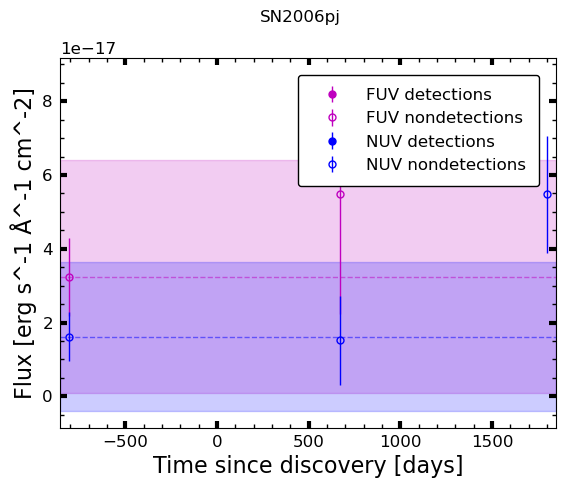 SN2006pj
1e−17
Flux [erg s^-1 Å^-1 cm^-2]
8
6
4
2
0
FUV detections
FUV nondetections
NUV detections
NUV nondetections
−500 0 500 1000 1500
Time since discovery [days]